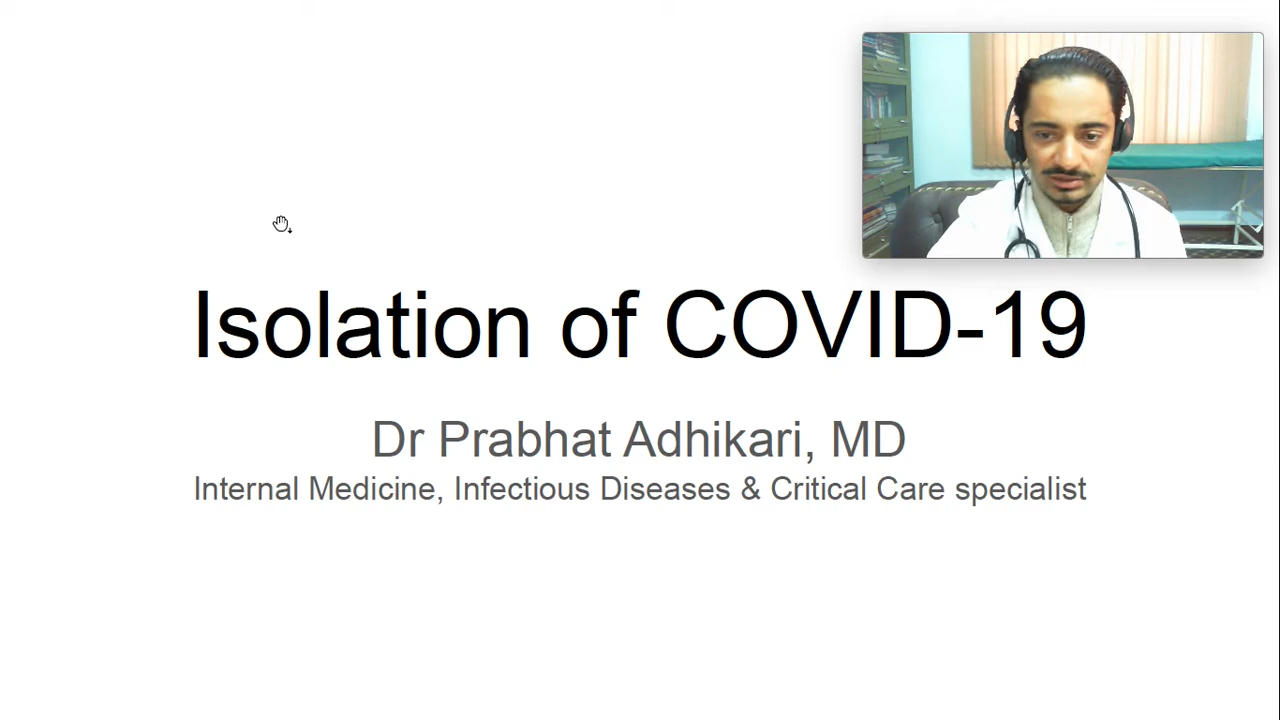 Isolation of COVID-19
Dr Prabhat Adhikari, MD
Internal Medicine, Infectious Diseases & Critical Care specialist